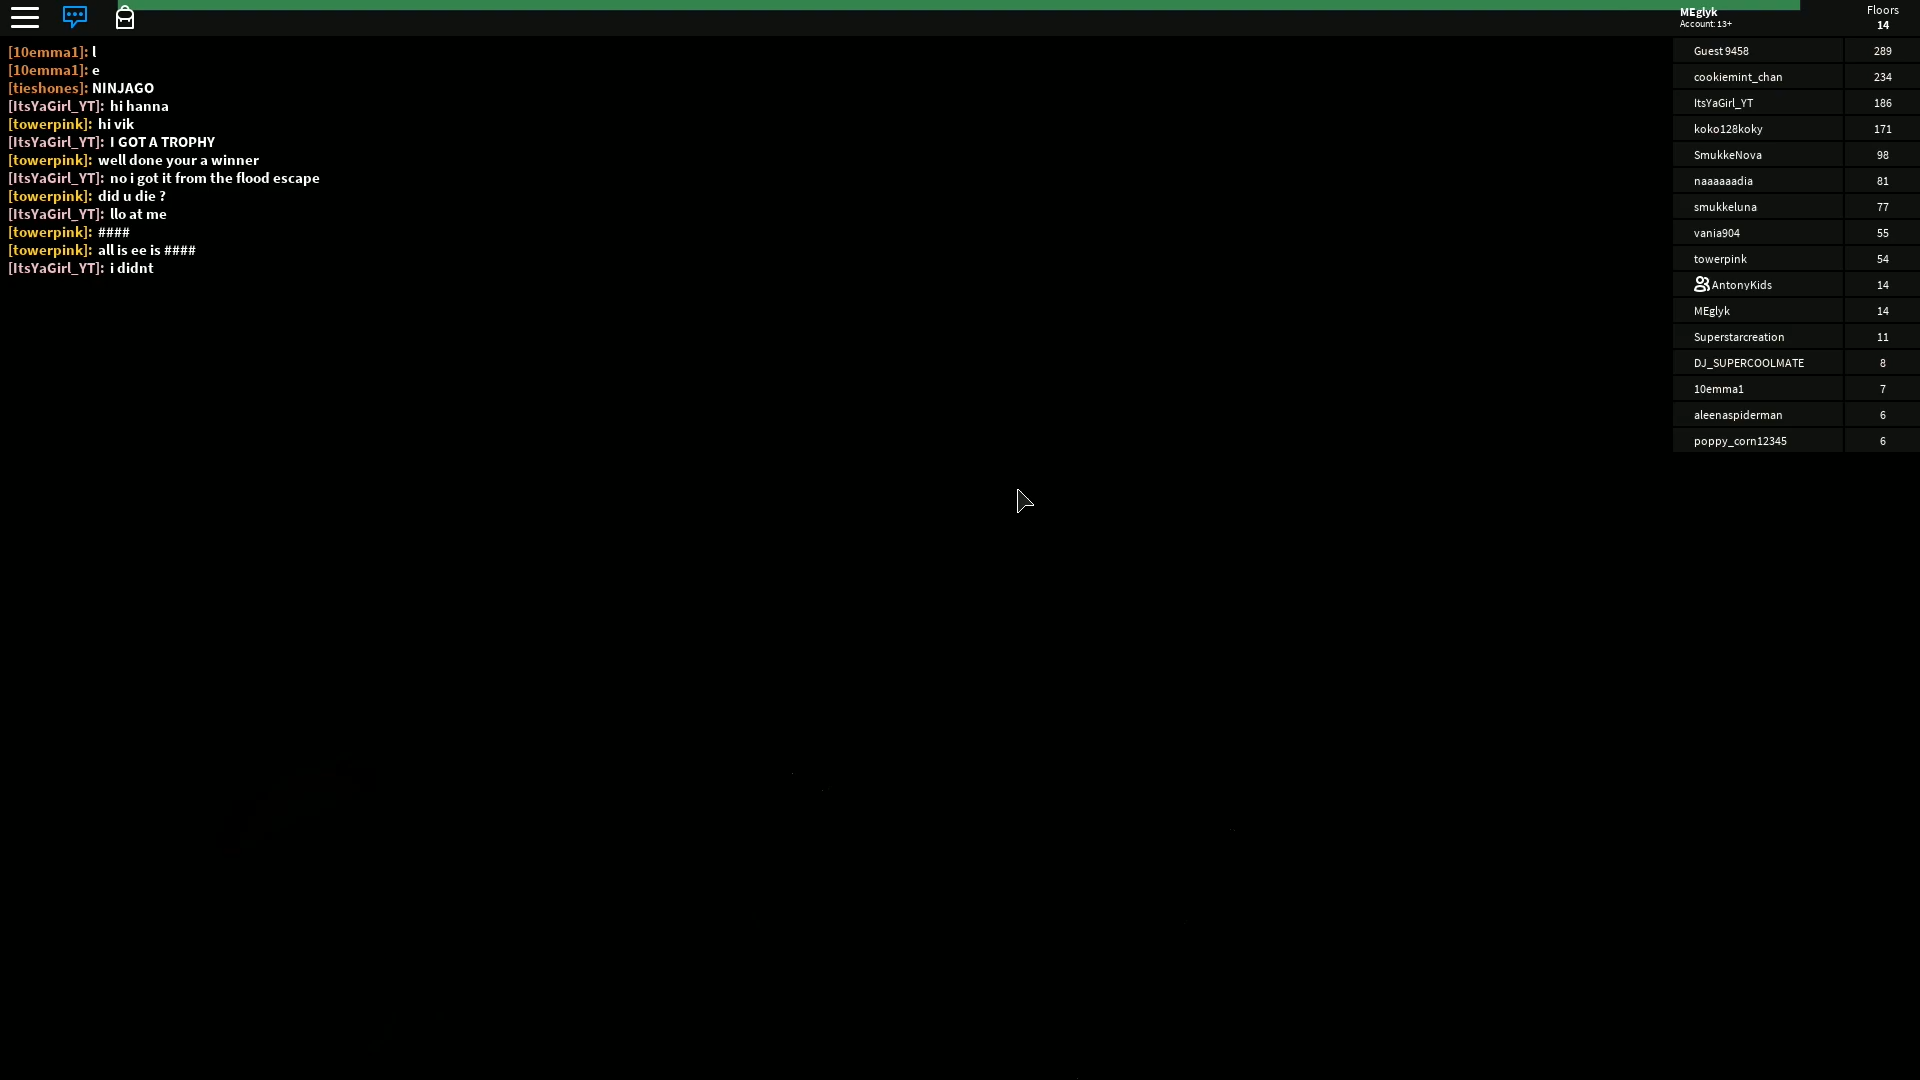 MEglyk
Account: 13+
Floors
14
[10emma1]: l
[10emma1]: e
[tieshones]: NINJAGO
[ItsYaGirl_YT]: hi hanna
[towerpink]: hi vik
[ItsYaGirl_YT]: I GOT A TROPHY
[towerpink]: well done your a winner
[ItsYaGirl_YT]: no i got it from the flood escape
[towerpink]: did u die ?
[ItsYaGirl_YT]: llo at me
[towerpink]: ####
[towerpink]: all is ee is ####
[ItsYaGirl_YT]: i didnt
Guest 9458 289
cookiemint_chan 234
ItsYaGirl_YT 186
koko128koky 171
SmukkeNova 98
naaaaaadia 81
smukkeluna 77
vania904 55
towerpink 54
AntonyKids 14
MEglyk 14
Superstarcreation 11
DJ_SUPERCOOLMATE 8
10emma1 7
aleenaspiderman 6
poppy_corn12345 6